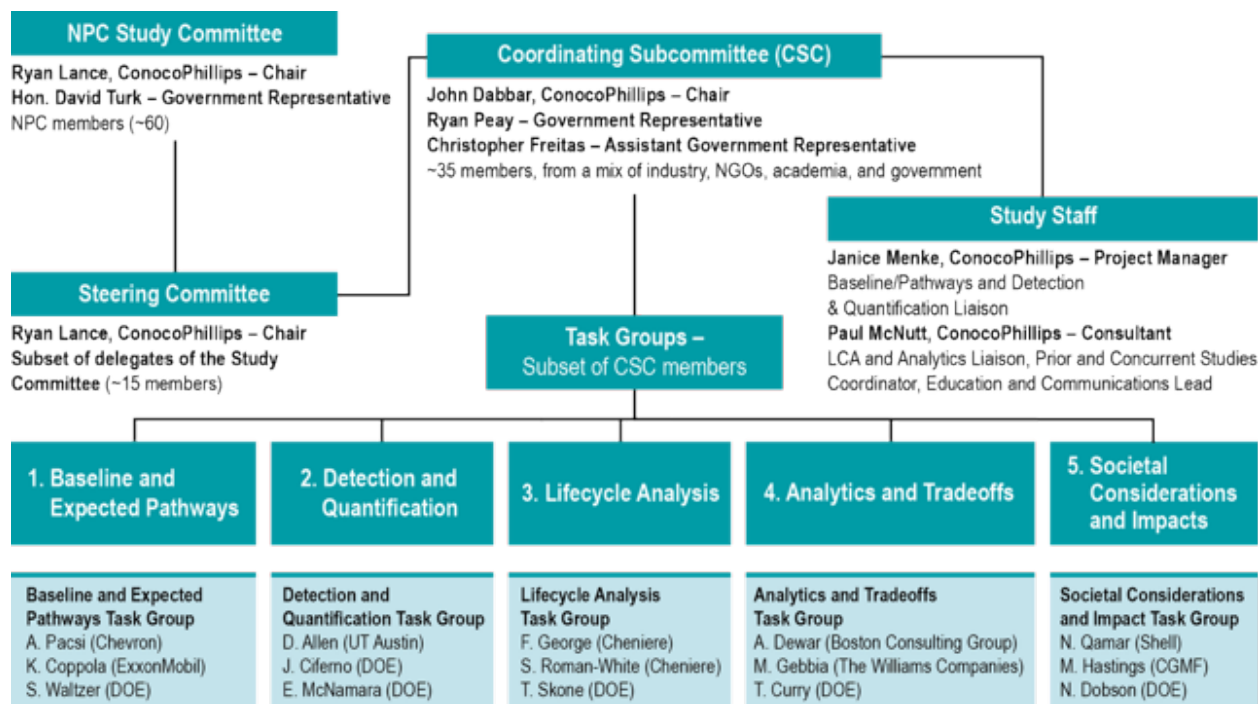 NPC Study Committee
Ryan Lance, ConocoPhillips – Chair
Hon. David Turk – Government Representative
NPC members (~60)
Coordinating Subcommittee (CSC)
John Dabbar, ConocoPhillips – Chair
Ryan Peay – Government Representative
Christopher Freitas – Assistant Government Representative
~35 members, from a mix of industry, NGOs, academia, and government
Study Staff
Janice Menke, ConocoPhillips – Project Manager
Baseline/Pathways and Detection
& Quantification Liaison
Paul McNutt, ConocoPhillips – Consultant
LCA and Analytics Liaison, Prior and Concurrent Studies
Coordinator, Education and Communications Lead
Steering Committee
Ryan Lance, ConocoPhillips – Chair
Subset of delegates of the Study
Committee (~15 members)
Task Groups –
Subset of CSC members
1. Baseline and
Expected Pathways
2. Detection and
Quantification
3. Lifecycle Analysis
4. Analytics and Tradeoffs
5. Societal
Considerations
and Impacts
Baseline and Expected
Pathways Task Group
A. Pacsi (Chevron)
K. Coppola (ExxonMobil)
S. Waltzer (DOE)
Detection and
Quantification Task Group
D. Allen (UT Austin)
J. Ciferno (DOE)
E. McNamara (DOE)
Lifecycle Analysis
Task Group
F. George (Cheniere)
S. Roman-White (Cheniere)
T. Skone (DOE)
Analytics and Tradeoffs
Task Group
A. Dewar (Boston Consulting Group)
M. Gebbia (The Williams Companies)
T. Curry (DOE)
Societal Considerations
and Impact Task Group
N. Qamar (Shell)
M. Hastings (CGMF)
N. Dobson (DOE)